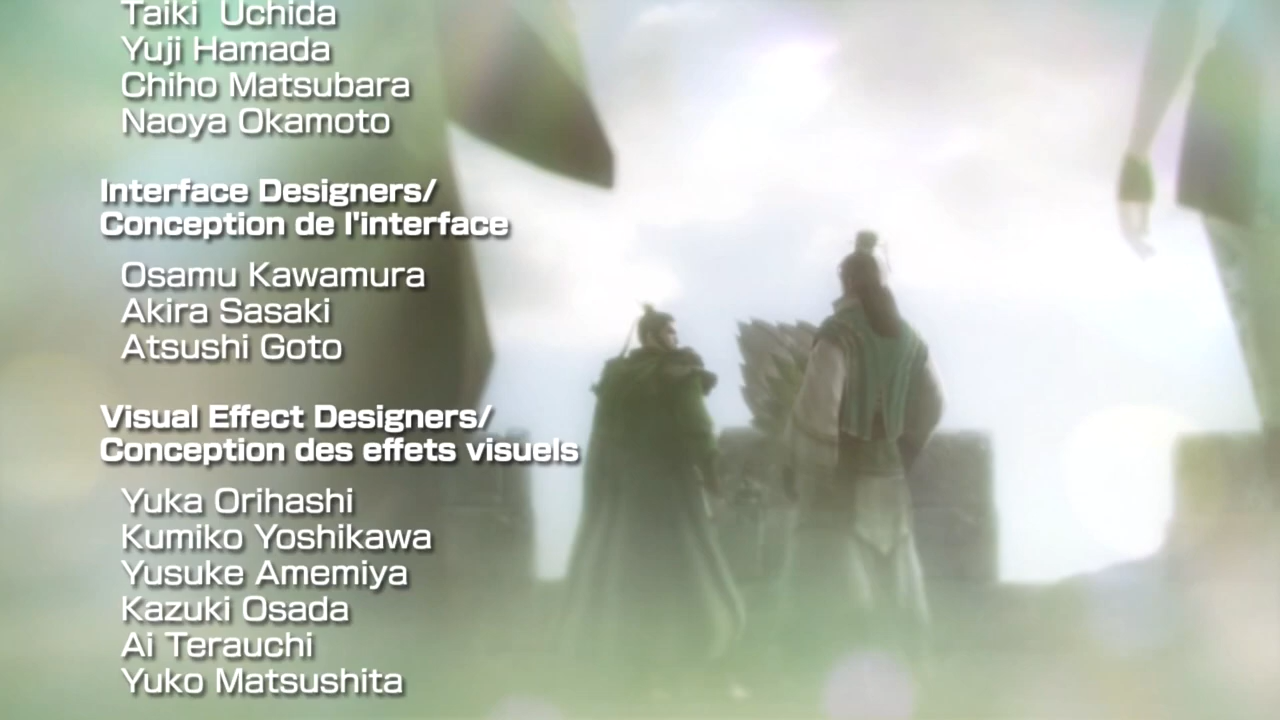 Taiki Uchida
Yuji Hamada
Chiho Matsubara
Naoya Okamoto
Interface Designers/
Conception de l'interface
Osamu Kawamura
Akira Sasaki
Atsushi Goto
Visual Effect Designers/
Conception des effets visuels
Yuka Orihashi
Kumiko Yoshikawa
Yusuke Amemiya
Kazuki Osada
Ai Terauchi
Yuko Matsushita